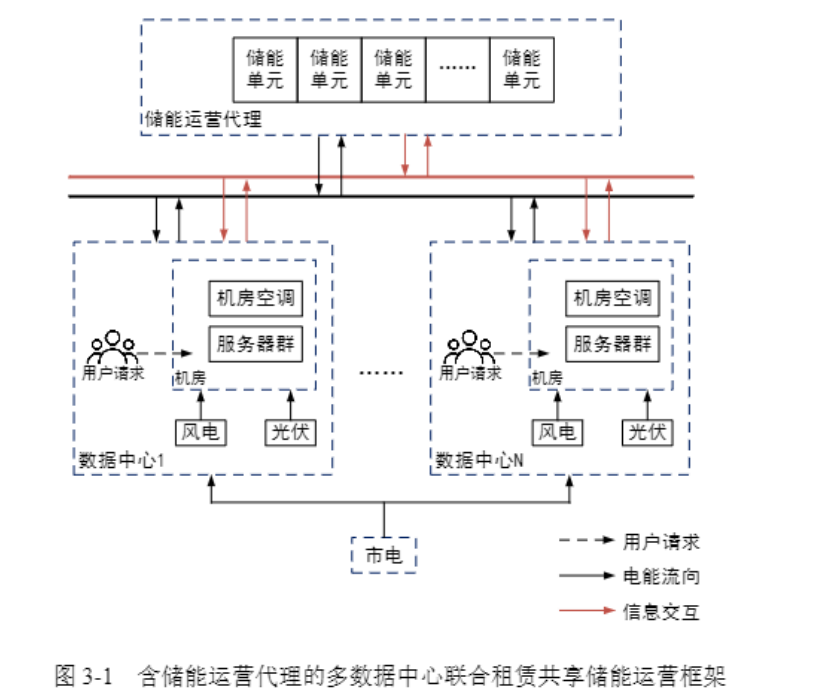 储能单元 储能单元 储能单元 …… 储能单元
储能运营代理
机房空调 机房空调
服务器群 服务器群
用户请求 机房 …… 用户请求 机房
风电 光伏 风电 光伏
数据中心1 数据中心N
市电
用户请求
电能流向
信息交互
图 3-1 含储能运营代理的多数据中心联合租赁共享储能运营框架